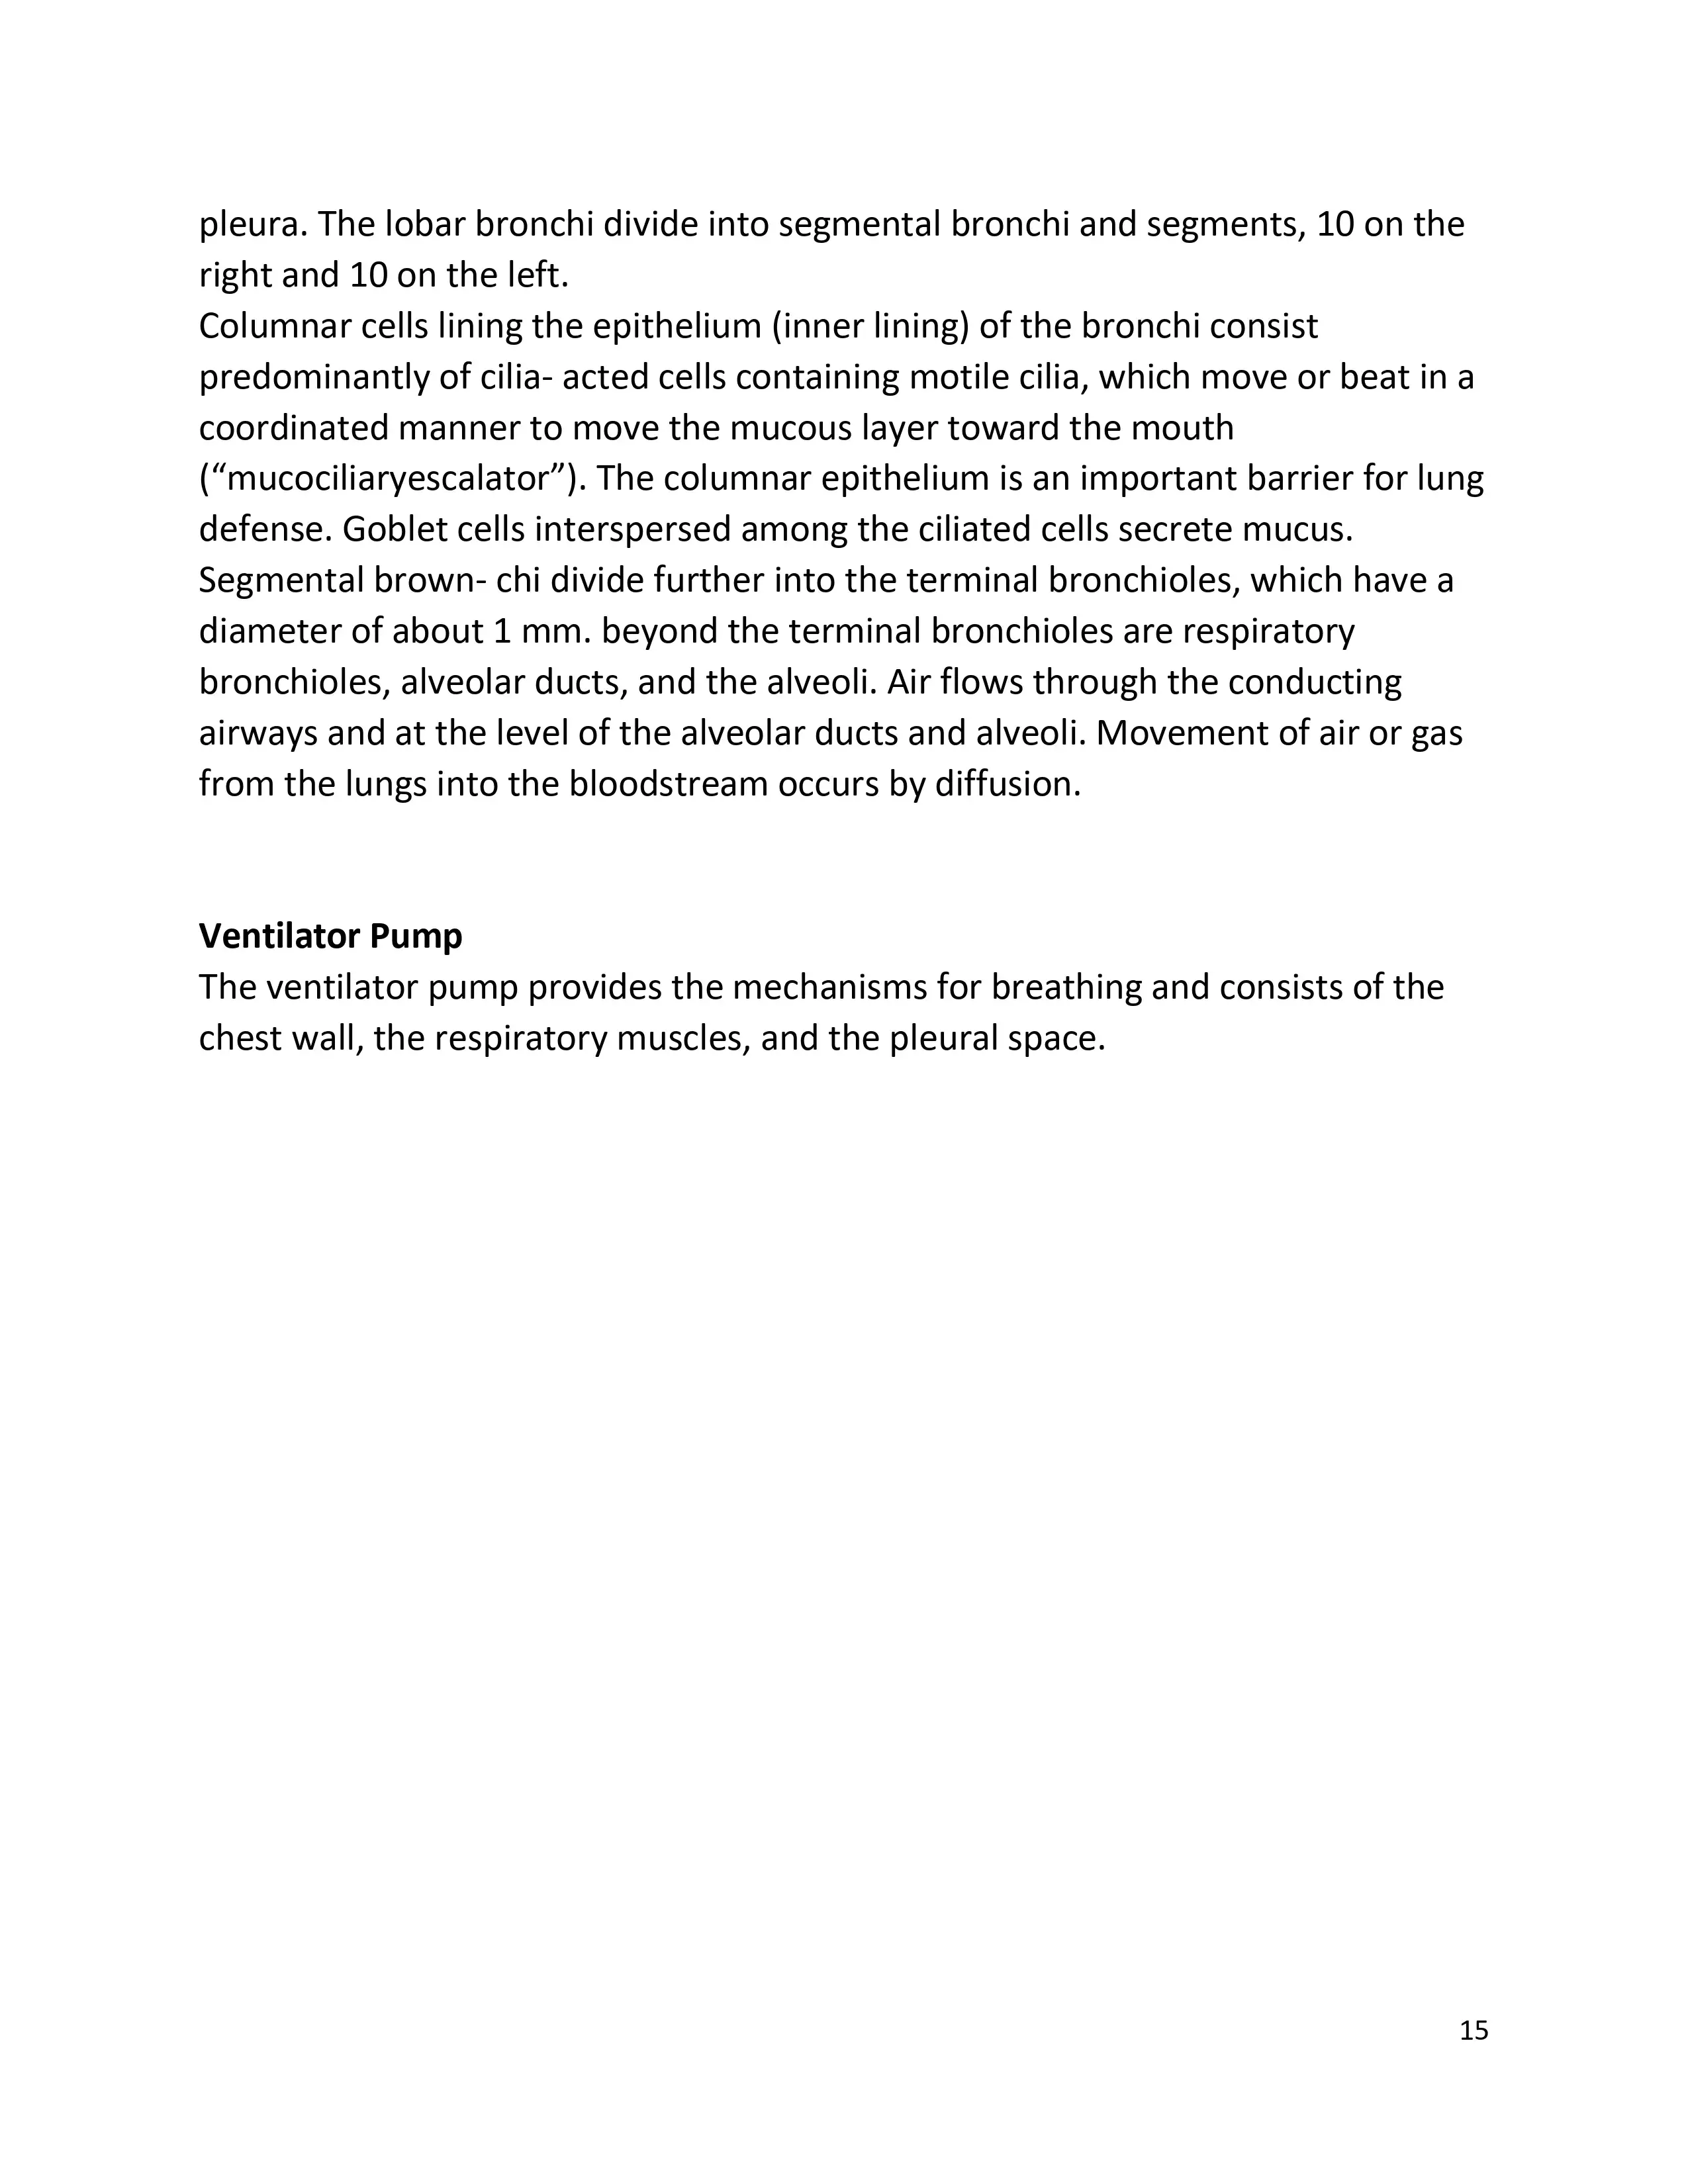 pleura. The lobar bronchi divide into segmental bronchi and segments, 10 on the
right and 10 on the left.
Columnar cells lining the epithelium (inner lining) of the bronchi consist
predominantly of cilia- acted cells containing motile cilia, which move or beat in a
coordinated manner to move the mucous layer toward the mouth
(“mucociliaryescalator”). The columnar epithelium is an important barrier for lung
defense. Goblet cells interspersed among the ciliated cells secrete mucus.
Segmental brown- chi divide further into the terminal bronchioles, which have a
diameter of about 1 mm. beyond the terminal bronchioles are respiratory
bronchioles, alveolar ducts, and the alveoli. Air flows through the conducting
airways and at the level of the alveolar ducts and alveoli. Movement of air or gas
from the lungs into the bloodstream occurs by diffusion.
Ventilator Pump
The ventilator pump provides the mechanisms for breathing and consists of the
chest wall, the respiratory muscles, and the pleural space.
15